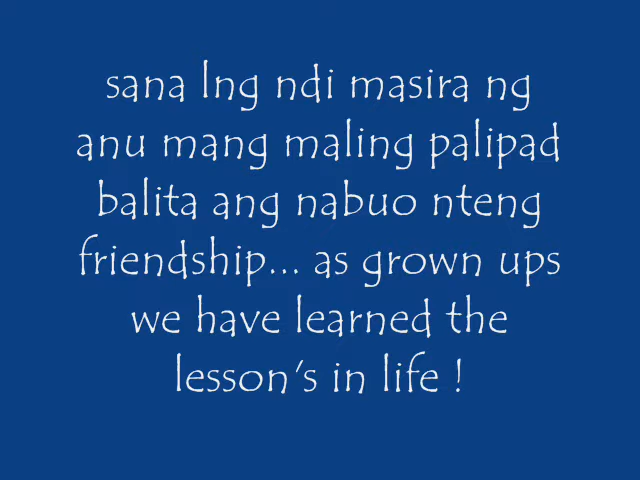 sana lng ndi masira ng
anu mang maling palipad
balita ang nabuo nteng
friendship... as grown ups
we have learned the
lesson's in life !